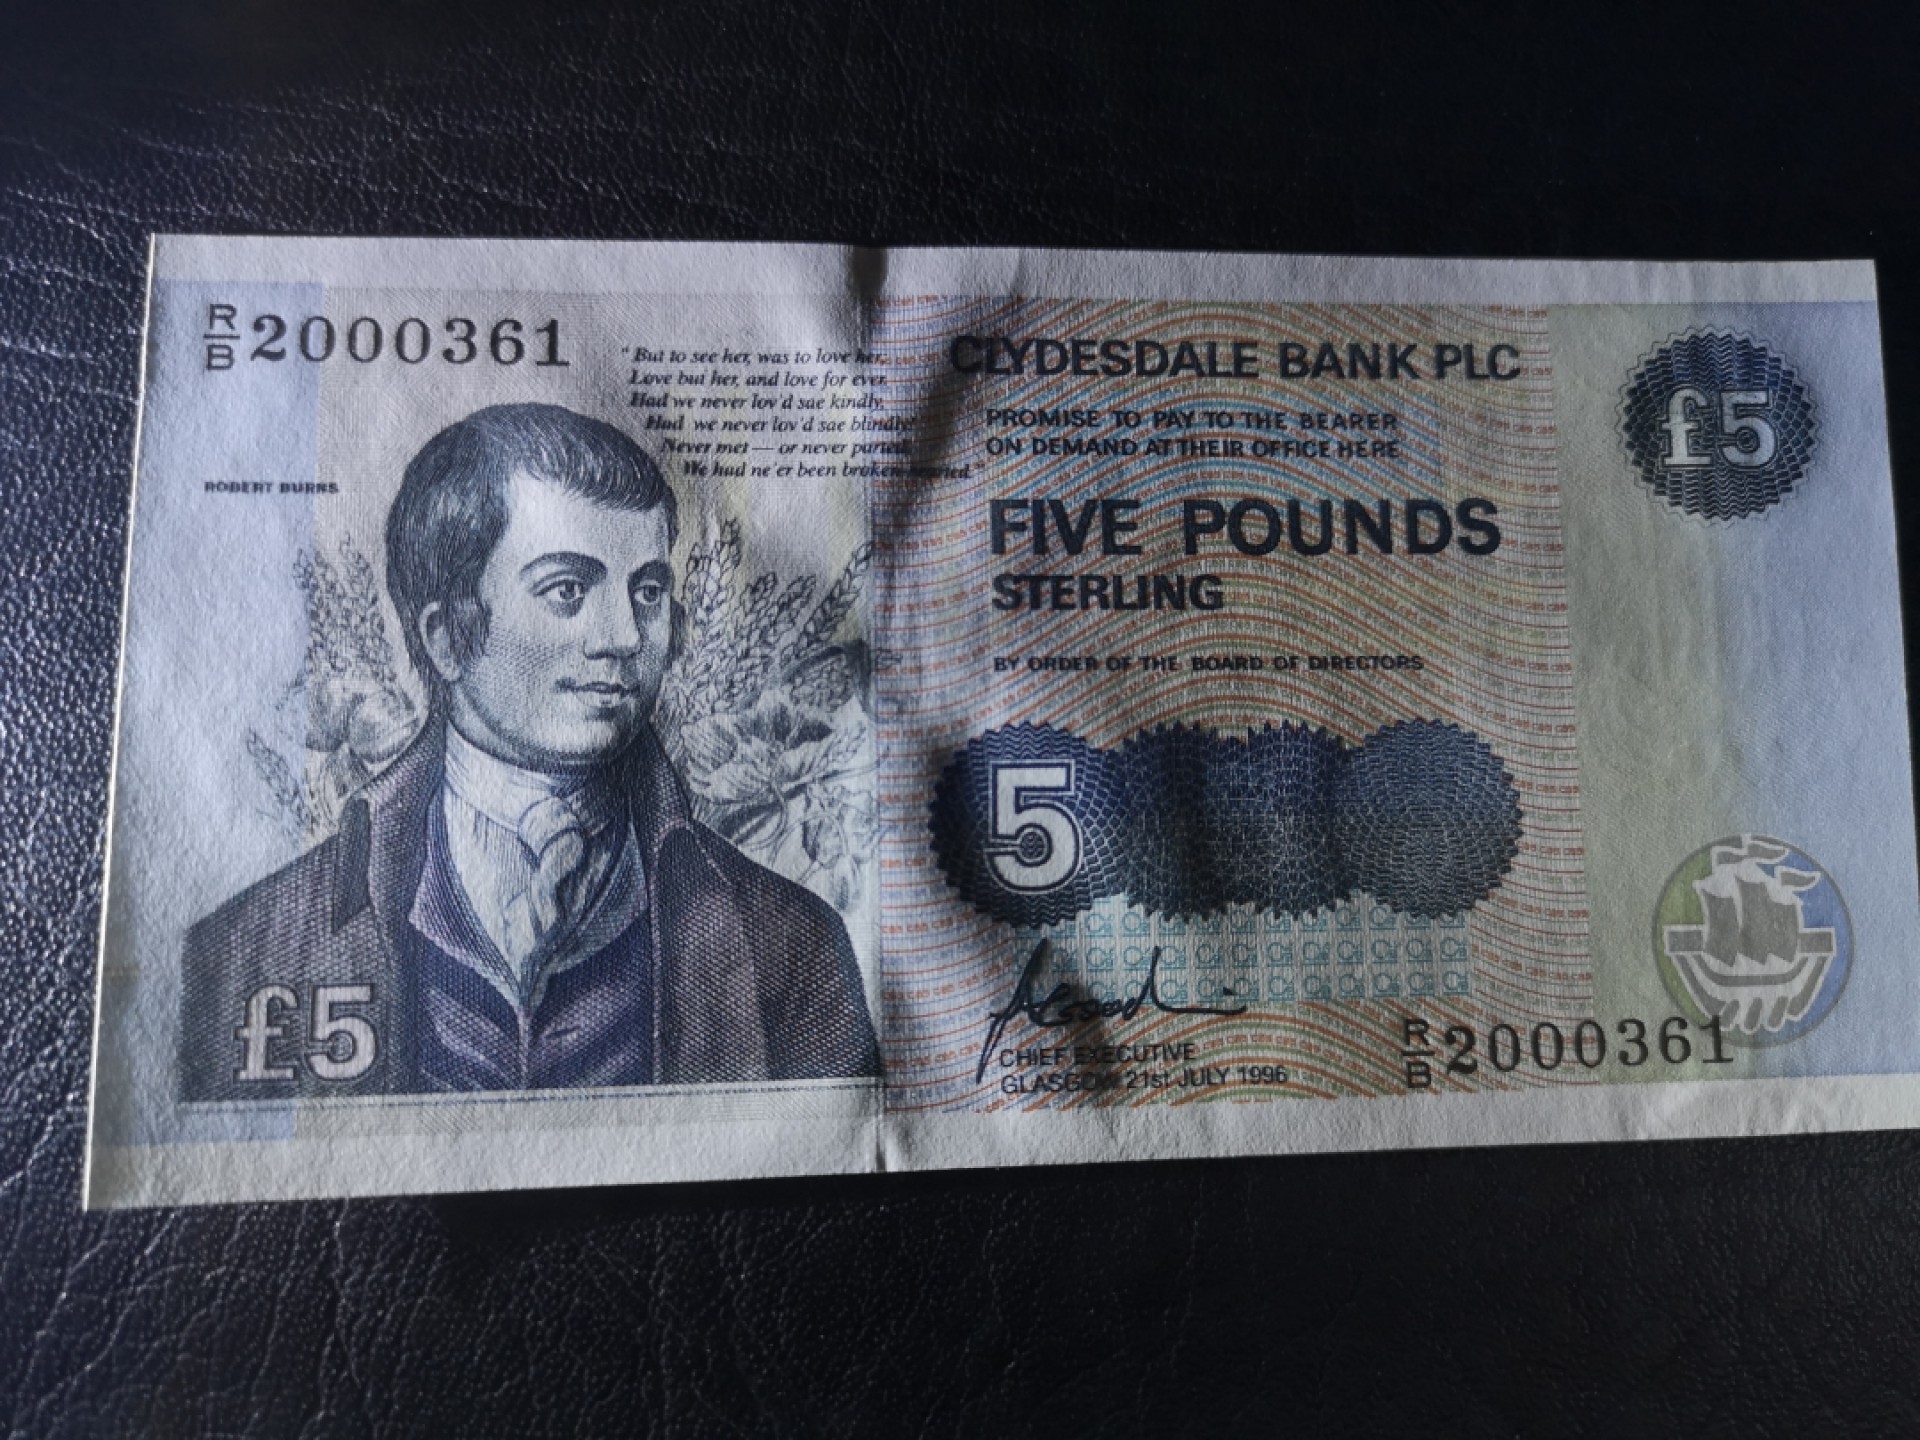 R/B 2000361
"But to see her, was to love her,
Love but her, and love for ever.
Had we never lov'd sae kindly,
Had we never lov'd sae blindly!
Never met — or never parted,
We had ne'er been broken-hearted."
ROBERT BURNS
£5
CLYDESDALE BANK PLC
PROMISE TO PAY TO THE BEARER
ON DEMAND AT THEIR OFFICE HERE
FIVE POUNDS
STERLING
BY ORDER OF THE BOARD OF DIRECTORS
5
CHIEF EXECUTIVE
GLASGOW 21st JULY 1996
£5
R/B 2000361